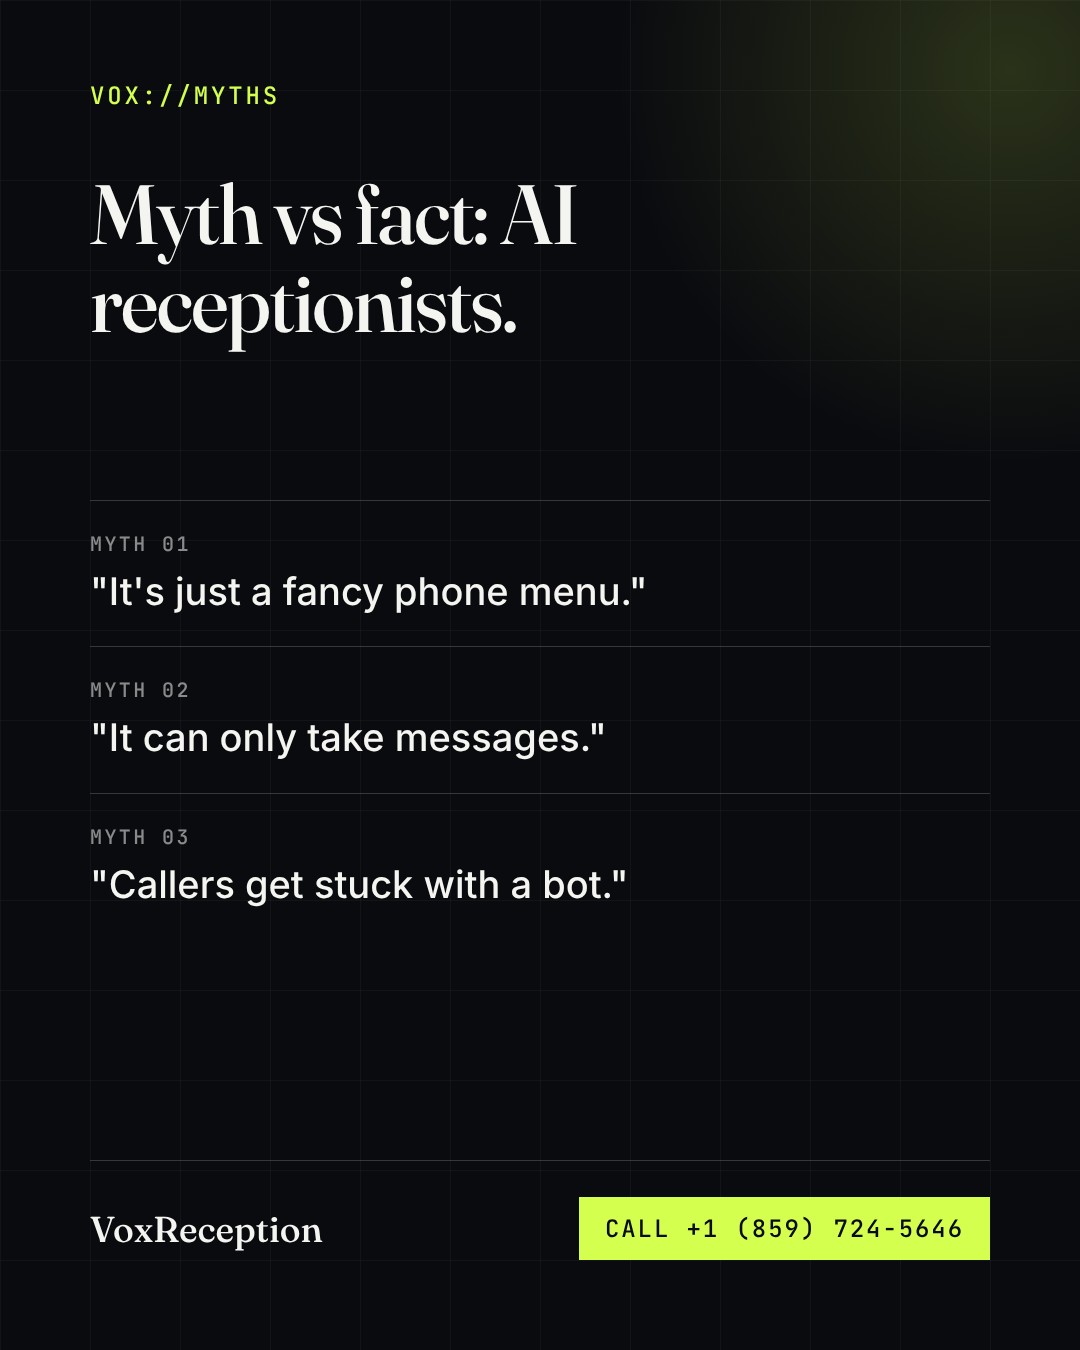 VOX://MYTHS
Myth vs fact: AI
receptionists.
MYTH 01
"It's just a fancy phone menu."
MYTH 02
"It can only take messages."
MYTH 03
"Callers get stuck with a bot."
VoxReception
CALL +1 (859) 724-5646